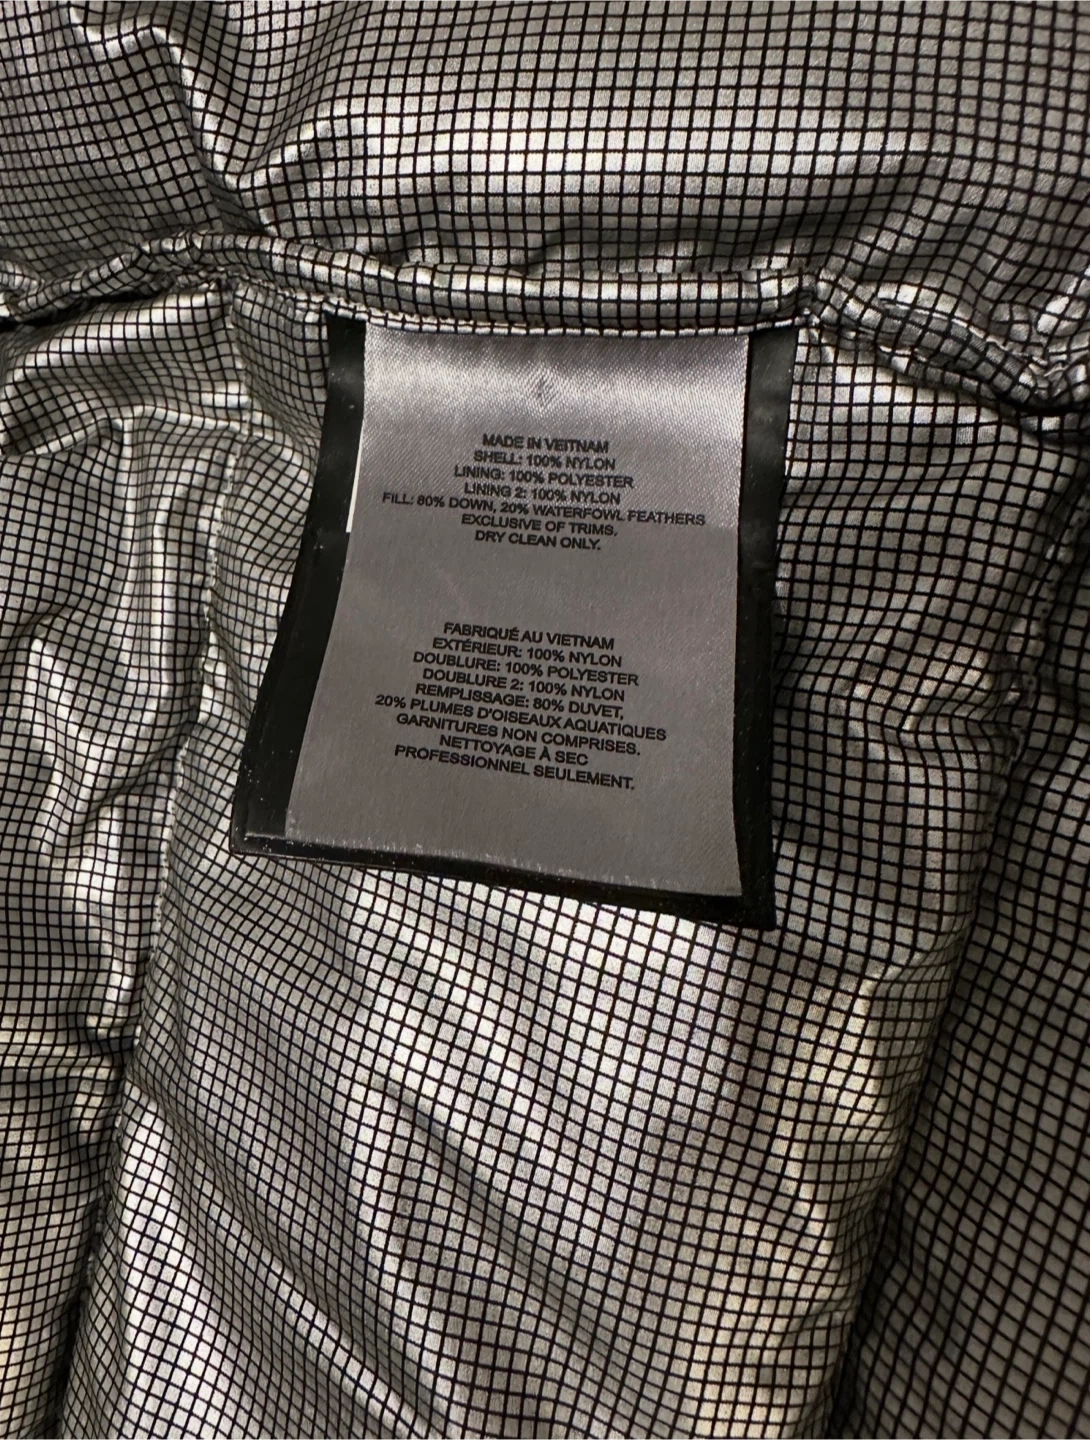 MADE IN VEITNAM
SHELL: 100% NYLON
LINING: 100% POLYESTER
LINING 2: 100% NYLON
FILL: 80% DOWN, 20% WATERFOWL FEATHERS
EXCLUSIVE OF TRIMS.
DRY CLEAN ONLY.
FABRIQUÉ AU VIETNAM
EXTÉRIEUR: 100% NYLON
DOUBLURE: 100% POLYESTER
DOUBLURE 2: 100% NYLON
REMPLISSAGE: 80% DUVET,
20% PLUMES D'OISEAUX AQUATIQUES
GARNITURES NON COMPRISES.
NETTOYAGE À SEC
PROFESSIONNEL SEULEMENT.